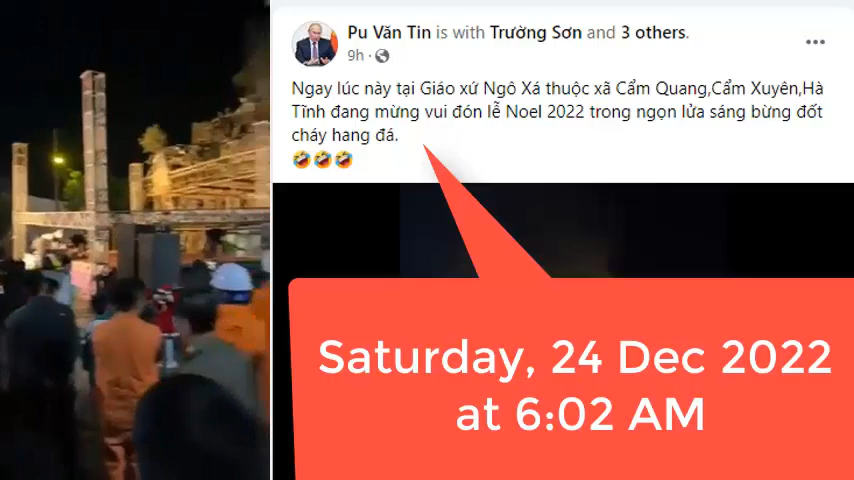 Pu Văn Tin is with Trường Sơn and 3 others.
9h ·
Ngay lúc này tại Giáo xứ Ngô Xá thuộc xã Cẩm Quang,Cẩm Xuyên,Hà
Tĩnh đang mừng vui đón lễ Noel 2022 trong ngọn lửa sáng bừng đốt
cháy hang đá.
🤣🤣🤣
Saturday, 24 Dec 2022
at 6:02 AM